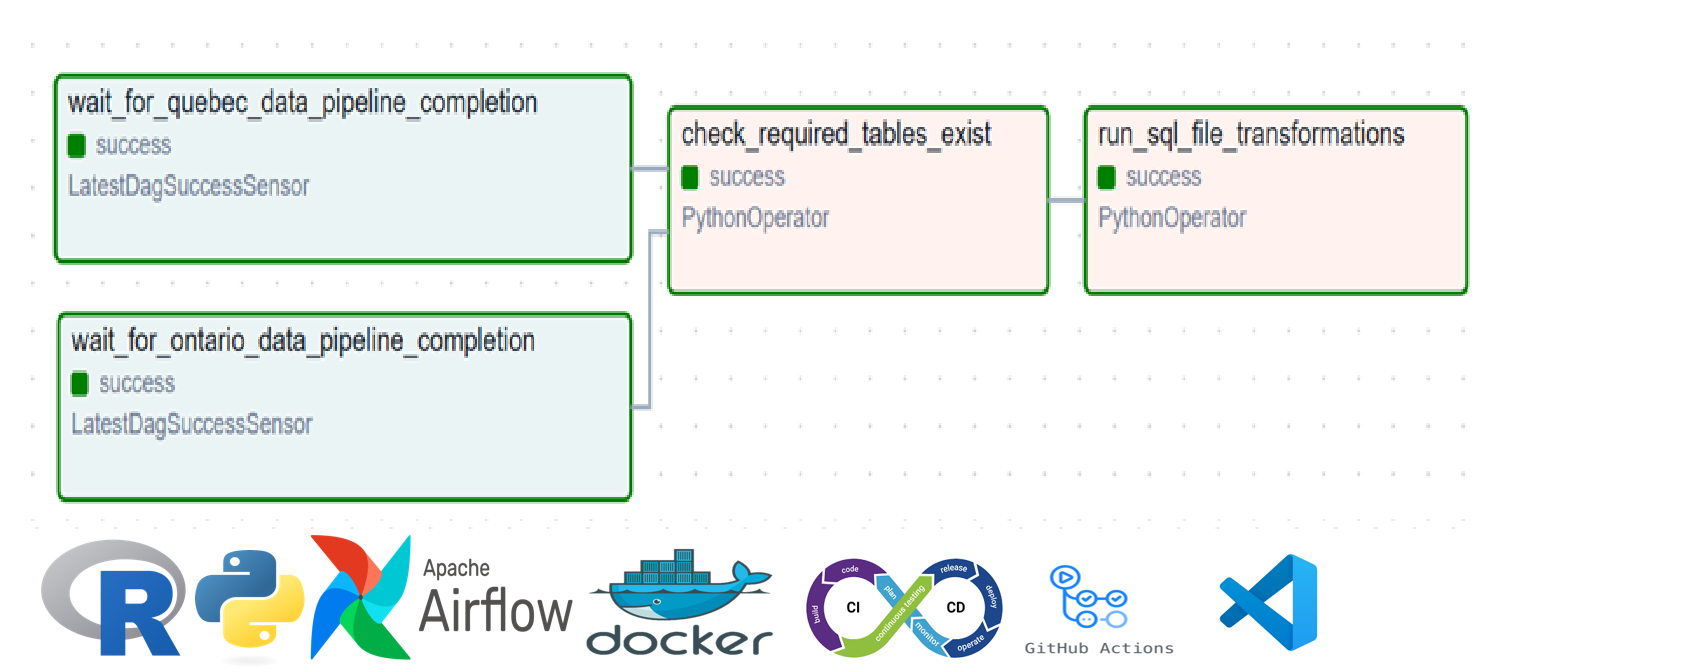 wait_for_quebec_data_pipeline_completion
success
LatestDagSuccessSensor
wait_for_ontario_data_pipeline_completion
success
LatestDagSuccessSensor
check_required_tables_exist
success
PythonOperator
run_sql_file_transformations
success
PythonOperator
R
Apache
Airflow
docker
code
build
CI
plan
continuous testing
release
deploy
CD
monitor
operate
GitHub Actions